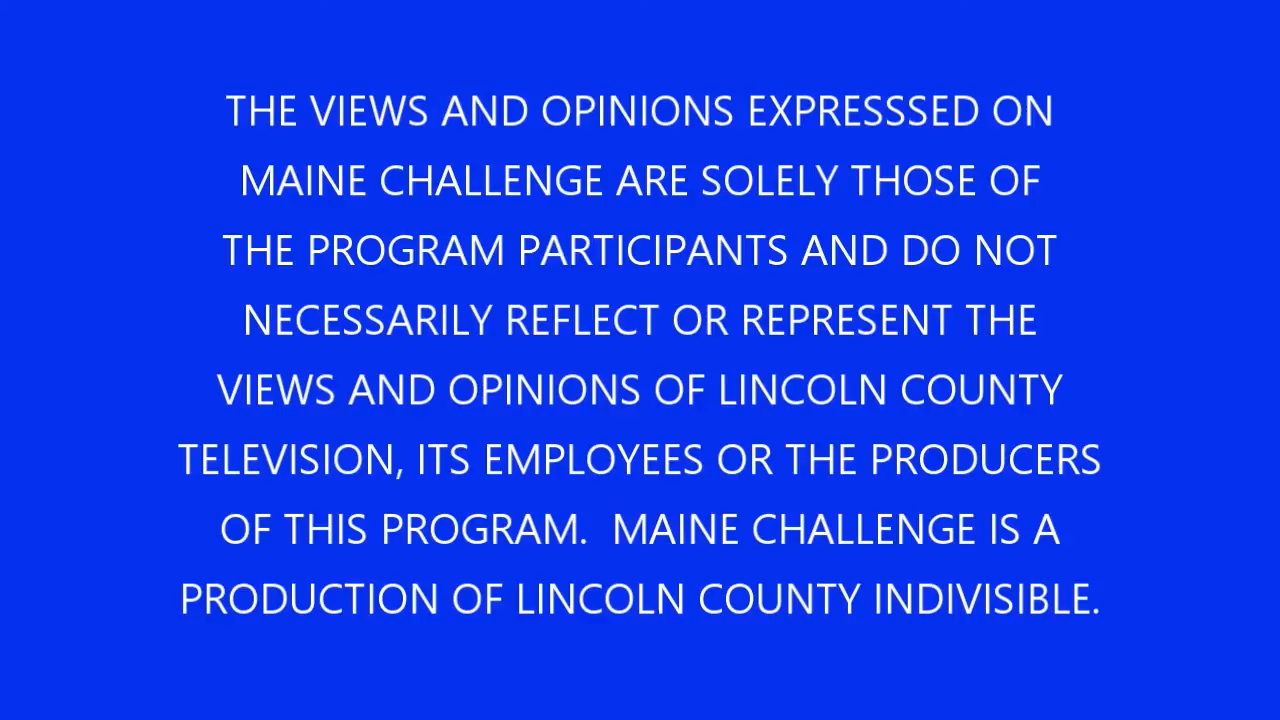 THE VIEWS AND OPINIONS EXPRESSSED ON
MAINE CHALLENGE ARE SOLELY THOSE OF
THE PROGRAM PARTICIPANTS AND DO NOT
NECESSARILY REFLECT OR REPRESENT THE
VIEWS AND OPINIONS OF LINCOLN COUNTY
TELEVISION, ITS EMPLOYEES OR THE PRODUCERS
OF THIS PROGRAM.  MAINE CHALLENGE IS A
PRODUCTION OF LINCOLN COUNTY INDIVISIBLE.